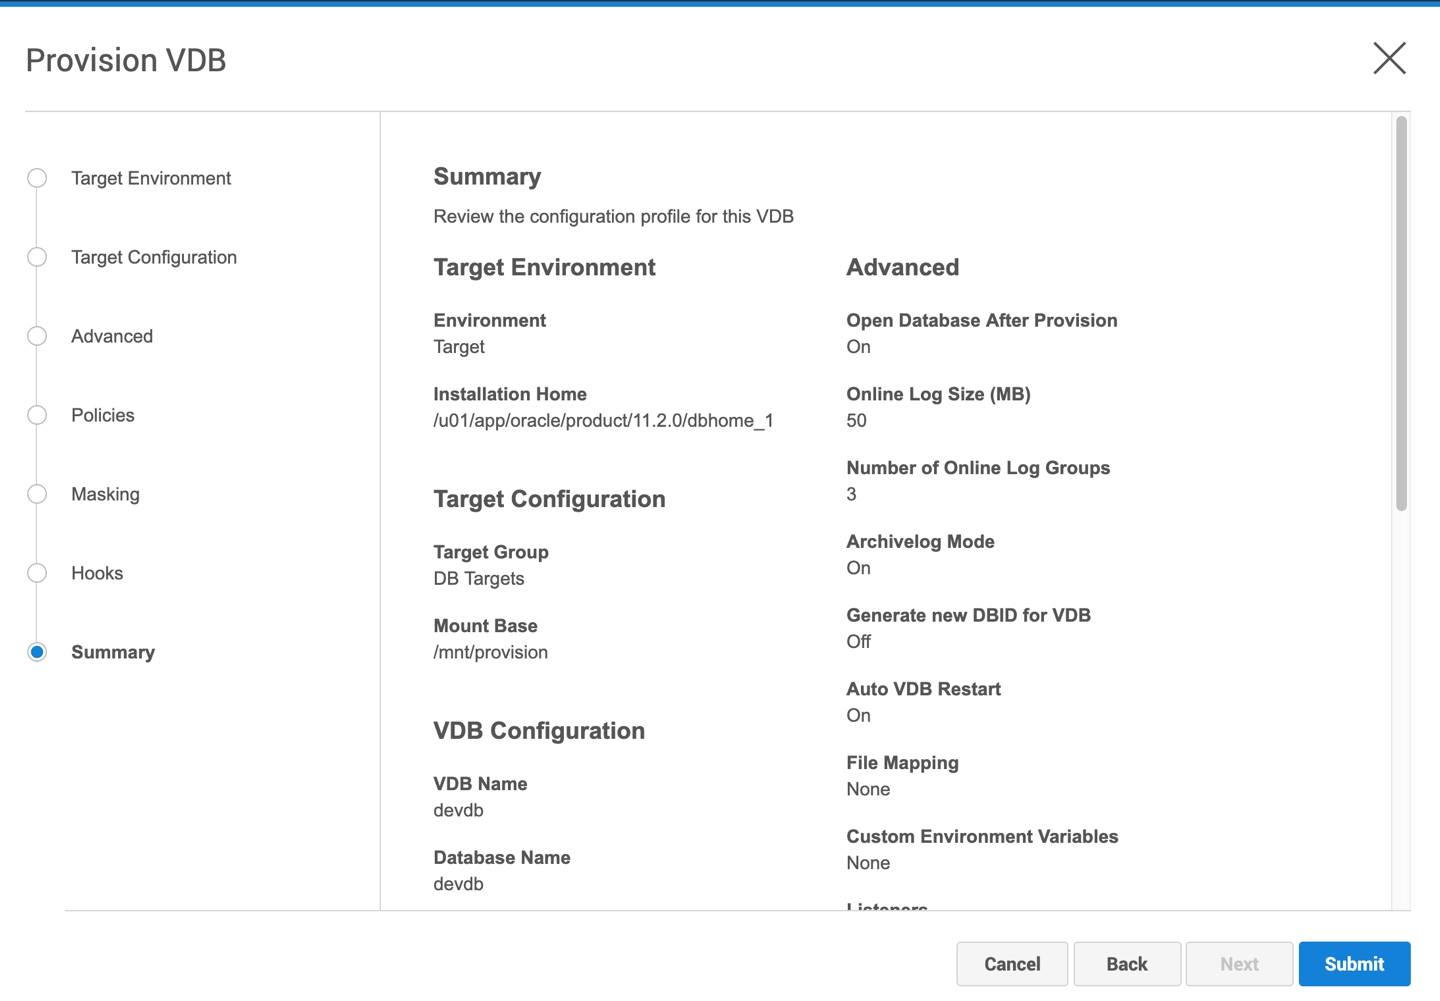 Provision VDB
Target Environment
Target Configuration
Advanced
Policies
Masking
Hooks
Summary
Summary
Review the configuration profile for this VDB
Target Environment
Environment
Target
Installation Home
/u01/app/oracle/product/11.2.0/dbhome_1
Target Configuration
Target Group
DB Targets
Mount Base
/mnt/provision
VDB Configuration
VDB Name
devdb
Database Name
devdb
Advanced
Open Database After Provision
On
Online Log Size (MB)
50
Number of Online Log Groups
3
Archivelog Mode
On
Generate new DBID for VDB
Off
Auto VDB Restart
On
File Mapping
None
Custom Environment Variables
None
Listeners
Cancel
Back
Next
Submit